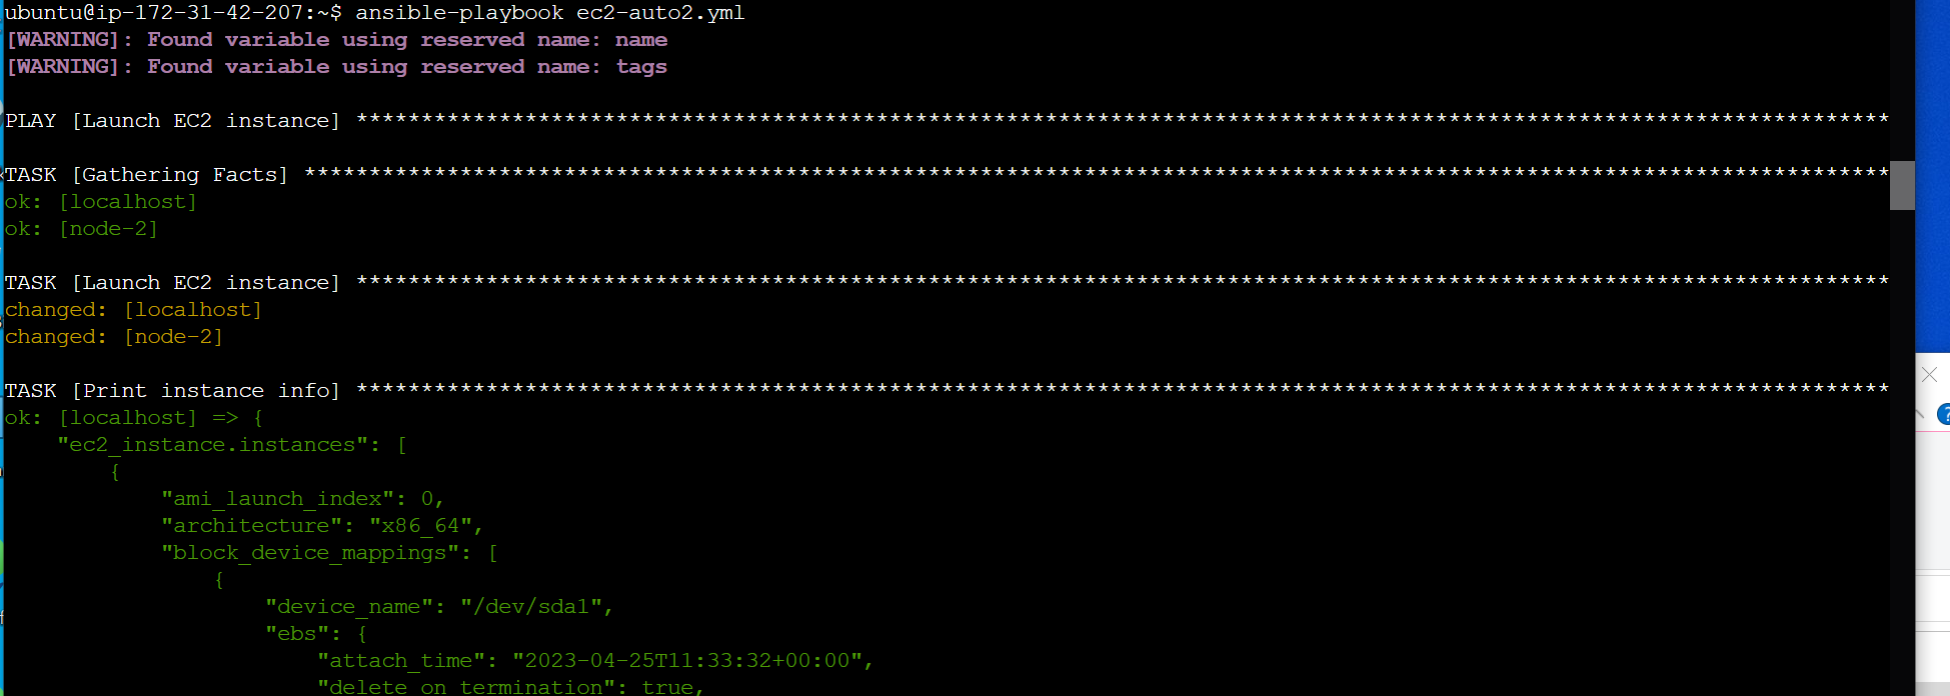 ubuntu@ip-172-31-42-207:~$ ansible-playbook ec2-auto2.yml
[WARNING]: Found variable using reserved name: name
[WARNING]: Found variable using reserved name: tags
PLAY [Launch EC2 instance] **********************************************************************************************************************
TASK [Gathering Facts] **************************************************************************************************************************
ok: [localhost]
ok: [node-2]
TASK [Launch EC2 instance] **********************************************************************************************************************
changed: [localhost]
changed: [node-2]
TASK [Print instance info] **********************************************************************************************************************
ok: [localhost] => {
    "ec2_instance.instances": [
        {
            "ami_launch_index": 0,
            "architecture": "x86_64",
            "block_device_mappings": [
                {
                    "device_name": "/dev/sda1",
                    "ebs": {
                        "attach_time": "2023-04-25T11:33:32+00:00",
                        "delete_on_termination": true,